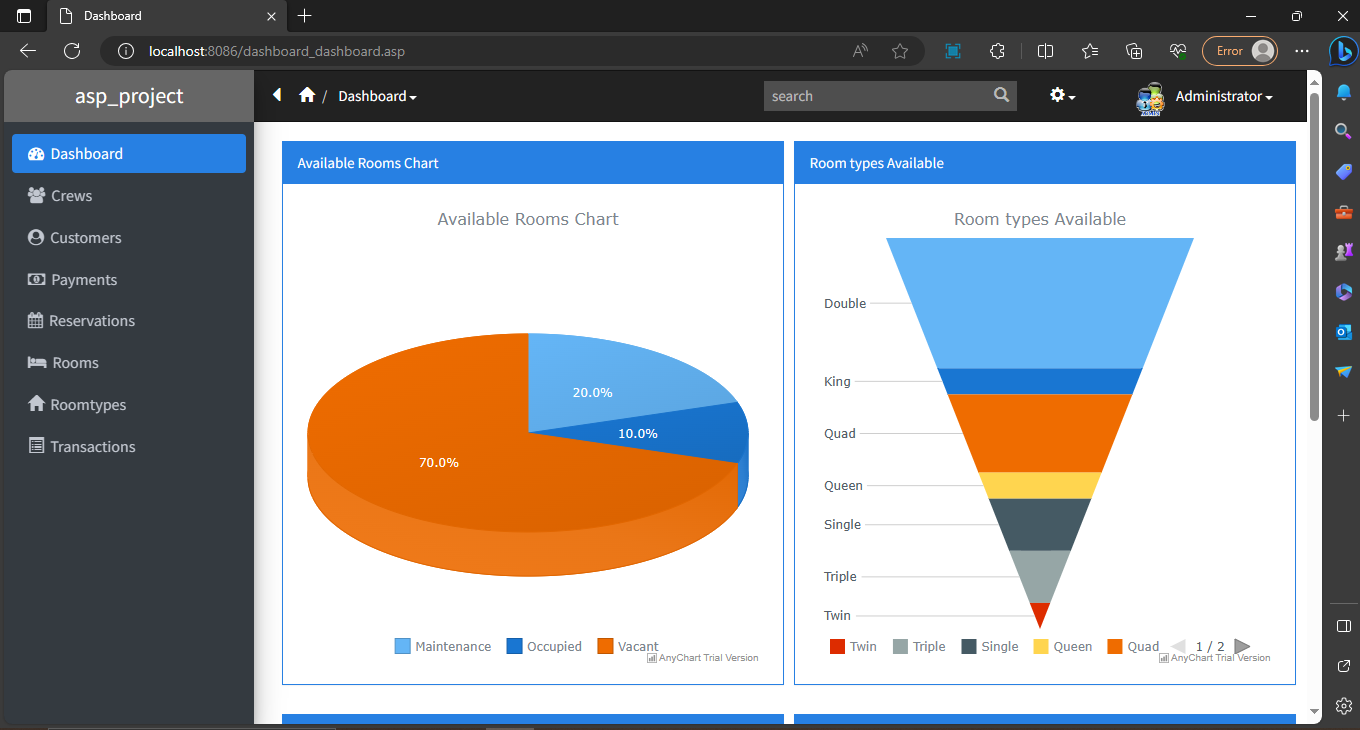 Dashboard
localhost:8086/dashboard_dashboard.asp
Error
asp_project
/ Dashboard
search
Administrator
Dashboard
Crews
Customers
Payments
Reservations
Rooms
Roomtypes
Transactions
Available Rooms Chart
Available Rooms Chart
20.0%
10.0%
70.0%
Maintenance Occupied Vacant
AnyChart Trial Version
Room types Available
Room types Available
Double
King
Quad
Queen
Single
Triple
Twin
Twin Triple Single Queen Quad 1 / 2
AnyChart Trial Version